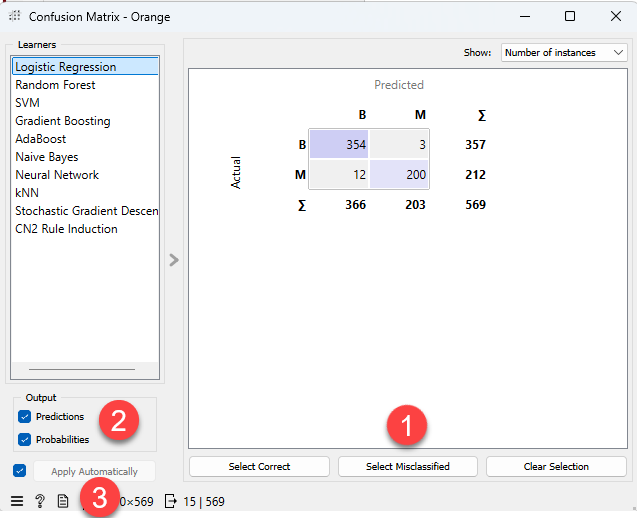 Confusion Matrix - Orange
Learners
Logistic Regression
Random Forest
SVM
Gradient Boosting
AdaBoost
Naive Bayes
Neural Network
kNN
Stochastic Gradient Descen
CN2 Rule Induction
Output
Predictions
Probabilities
2
Apply Automatically
3
0×569
15 | 569
Show: Number of instances
Predicted
B M ∑
Actual
B 354 3 357
M 12 200 212
∑ 366 203 569
1
Select Correct Select Misclassified Clear Selection